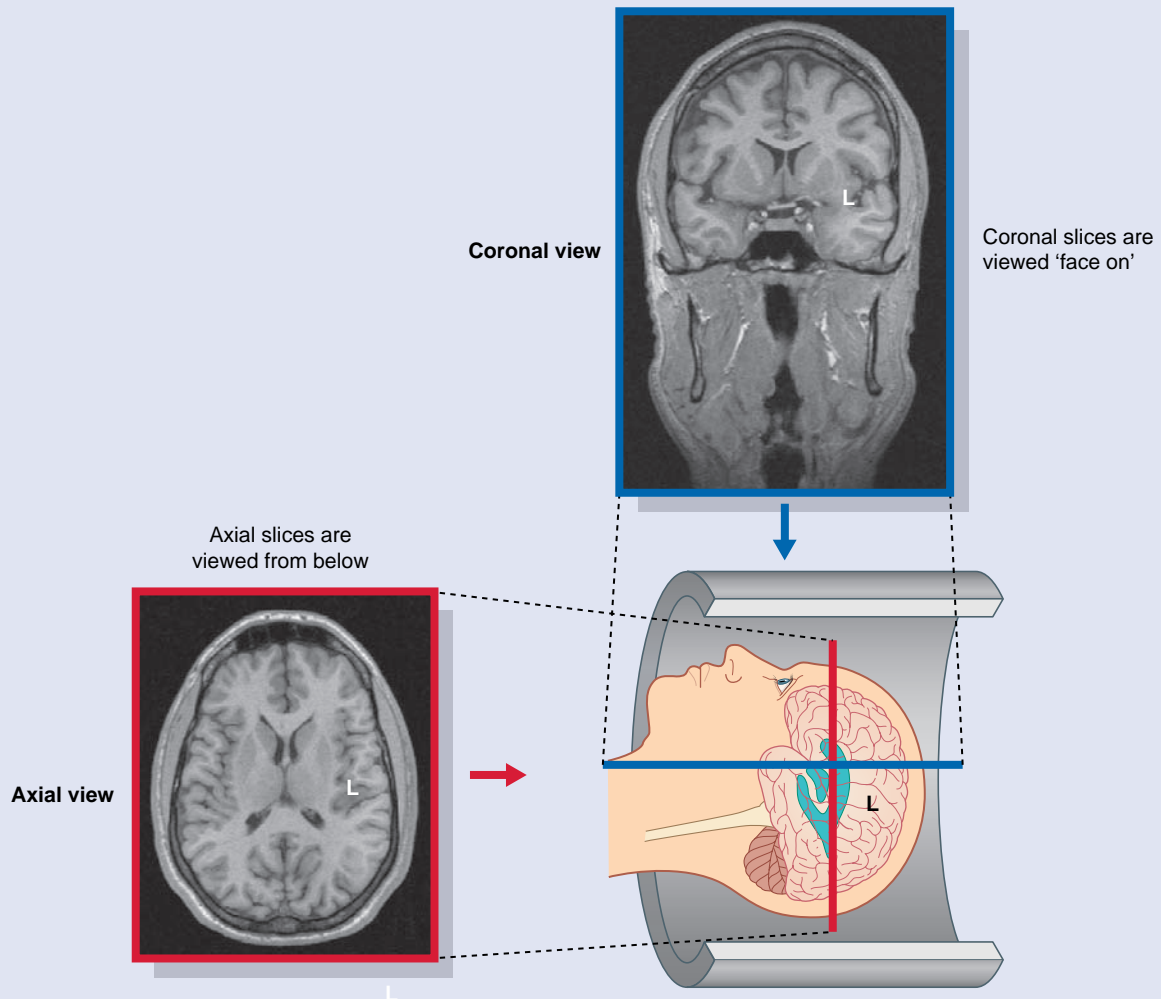 L
Coronal view
Coronal slices are
viewed ‘face on’
Axial slices are
viewed from below
Axial view
L
L
L